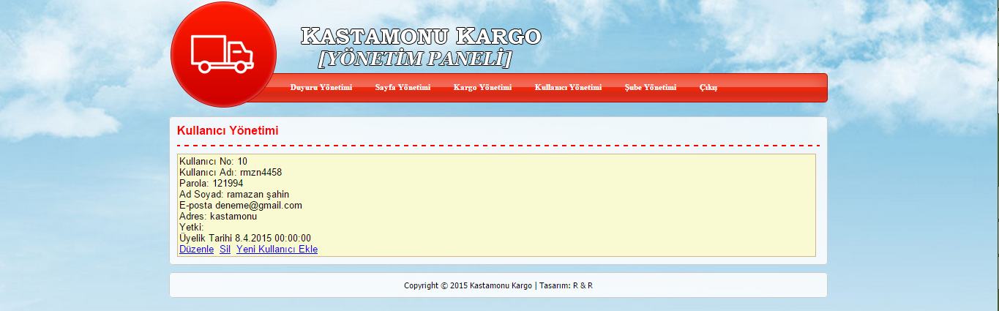 KASTAMONU KARGO
[YÖNETİM PANELİ]
Duyuru Yönetimi Sayfa Yönetimi Kargo Yönetimi Kullanıcı Yönetimi Şube Yönetimi Çıkış
Kullanıcı Yönetimi
Kullanıcı No: 10
Kullanıcı Adı: rmzn4458
Parola: 121994
Ad Soyad: ramazan şahin
E-posta deneme@gmail.com
Adres: kastamonu
Yetki:
Üyelik Tarihi 8.4.2015 00:00:00
Düzenle Sil Yeni Kullanıcı Ekle
Copyright © 2015 Kastamonu Kargo | Tasarım: R & R